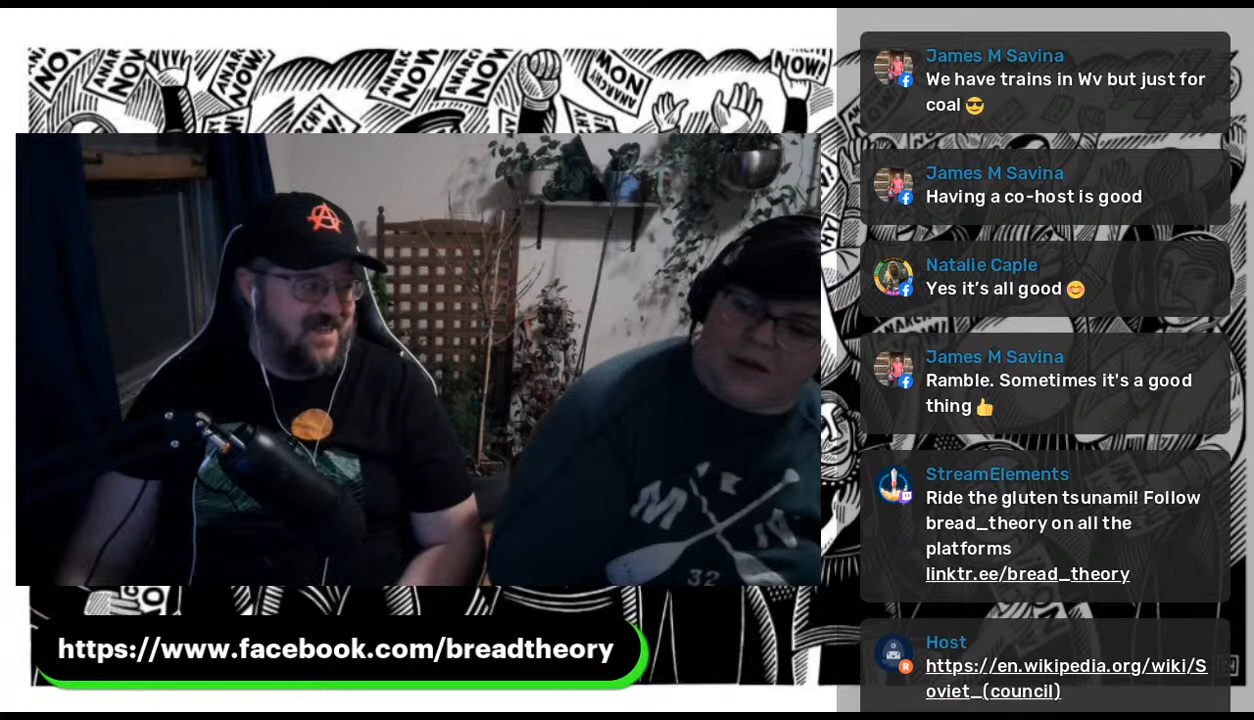 NOW!
James M Savina
We have trains in Wv but just for
coal 😎
James M Savina
Having a co-host is good
Natalie Caple
Yes it’s all good 😊
James M Savina
Ramble. Sometimes it's a good
thing 👍
StreamElements
Ride the gluten tsunami! Follow
bread_theory on all the
platforms
linktr.ee/bread_theory
Host
https://en.wikipedia.org/wiki/S
oviet_(council)
32
https://www.facebook.com/breadtheory